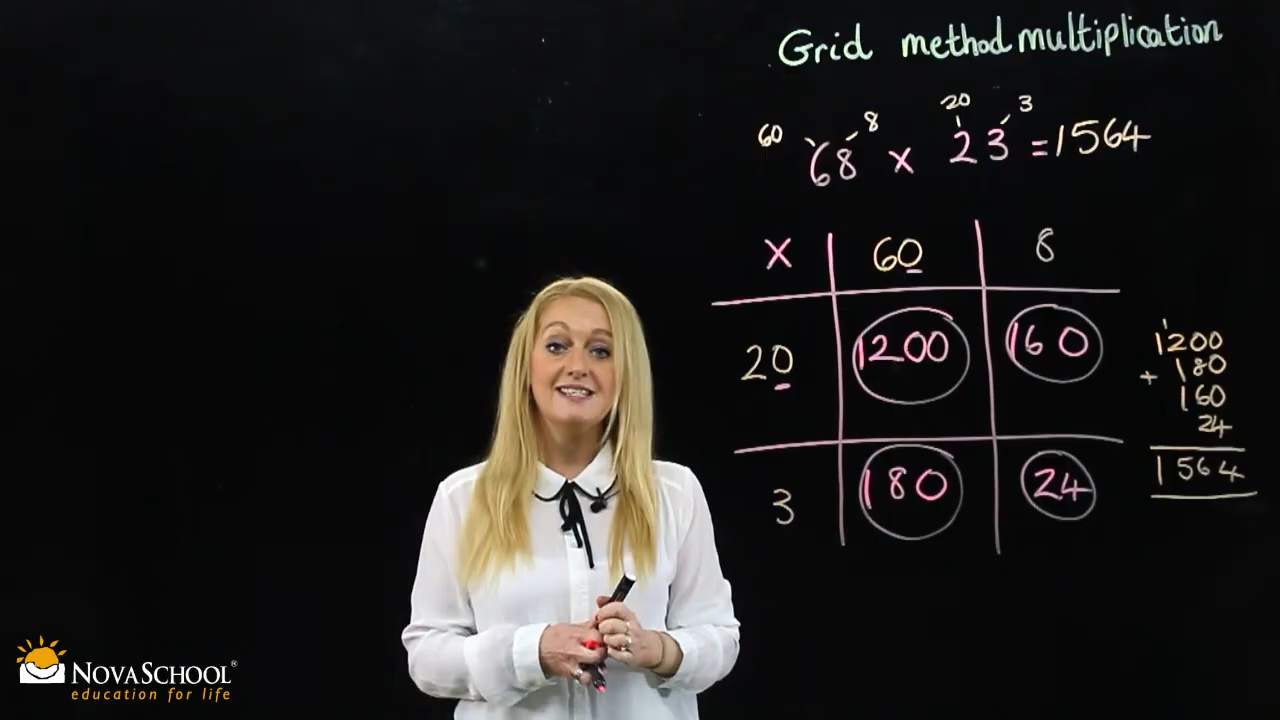 Grid method multiplication
60 8 20 3
68 x 23 = 1564
x 60 8
20 1200 160
3 180 24
1
1200
180
+ 160
24
1564
NOVASCHOOL®
education for life